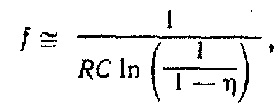 f ≅ 1 / (RC ln (1 / (1 − η))),